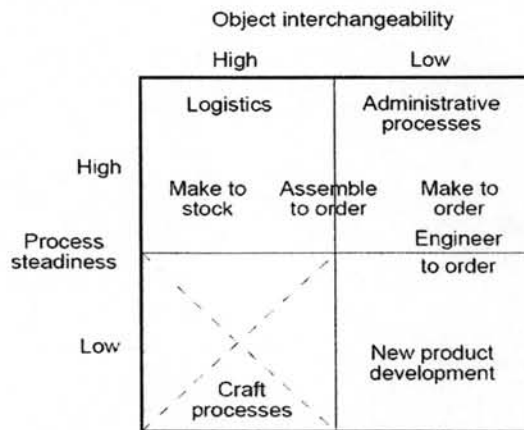 Object interchangeability
High
Low
Logistics
Administrative
processes
High
Make to
stock
Assemble
to order
Make to
order
Process
steadiness
Engineer
to order
Low
New product
development
Craft
processes